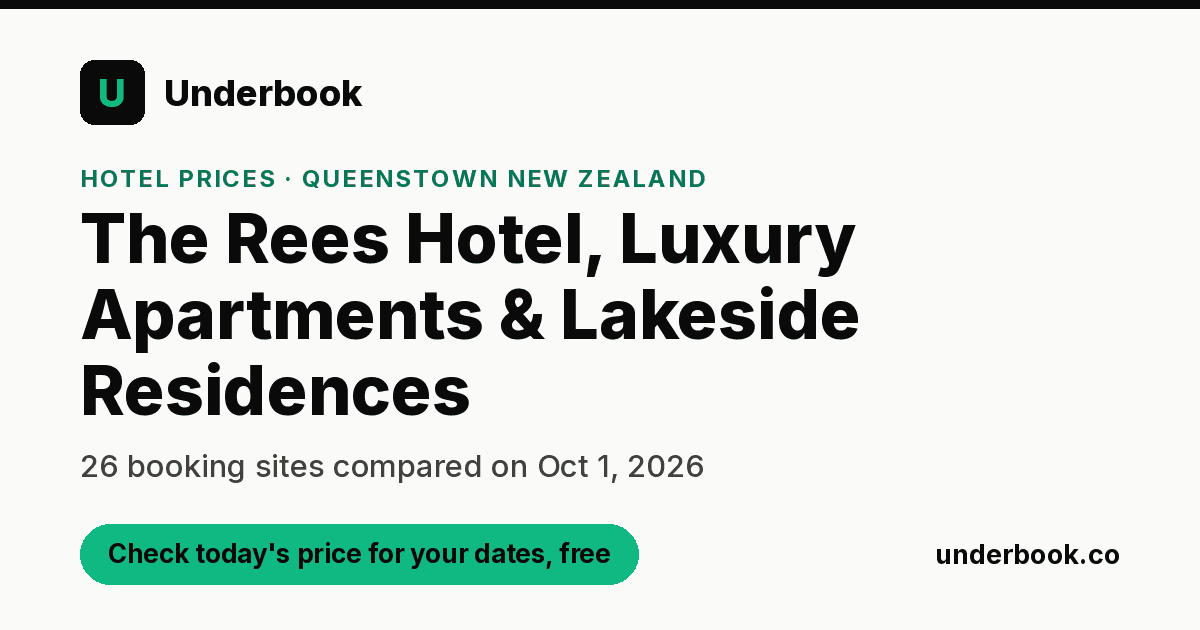 U Underbook
HOTEL PRICES · QUEENSTOWN NEW ZEALAND
The Rees Hotel, Luxury
Apartments & Lakeside
Residences
26 booking sites compared on Oct 1, 2026
Check today's price for your dates, free
underbook.co